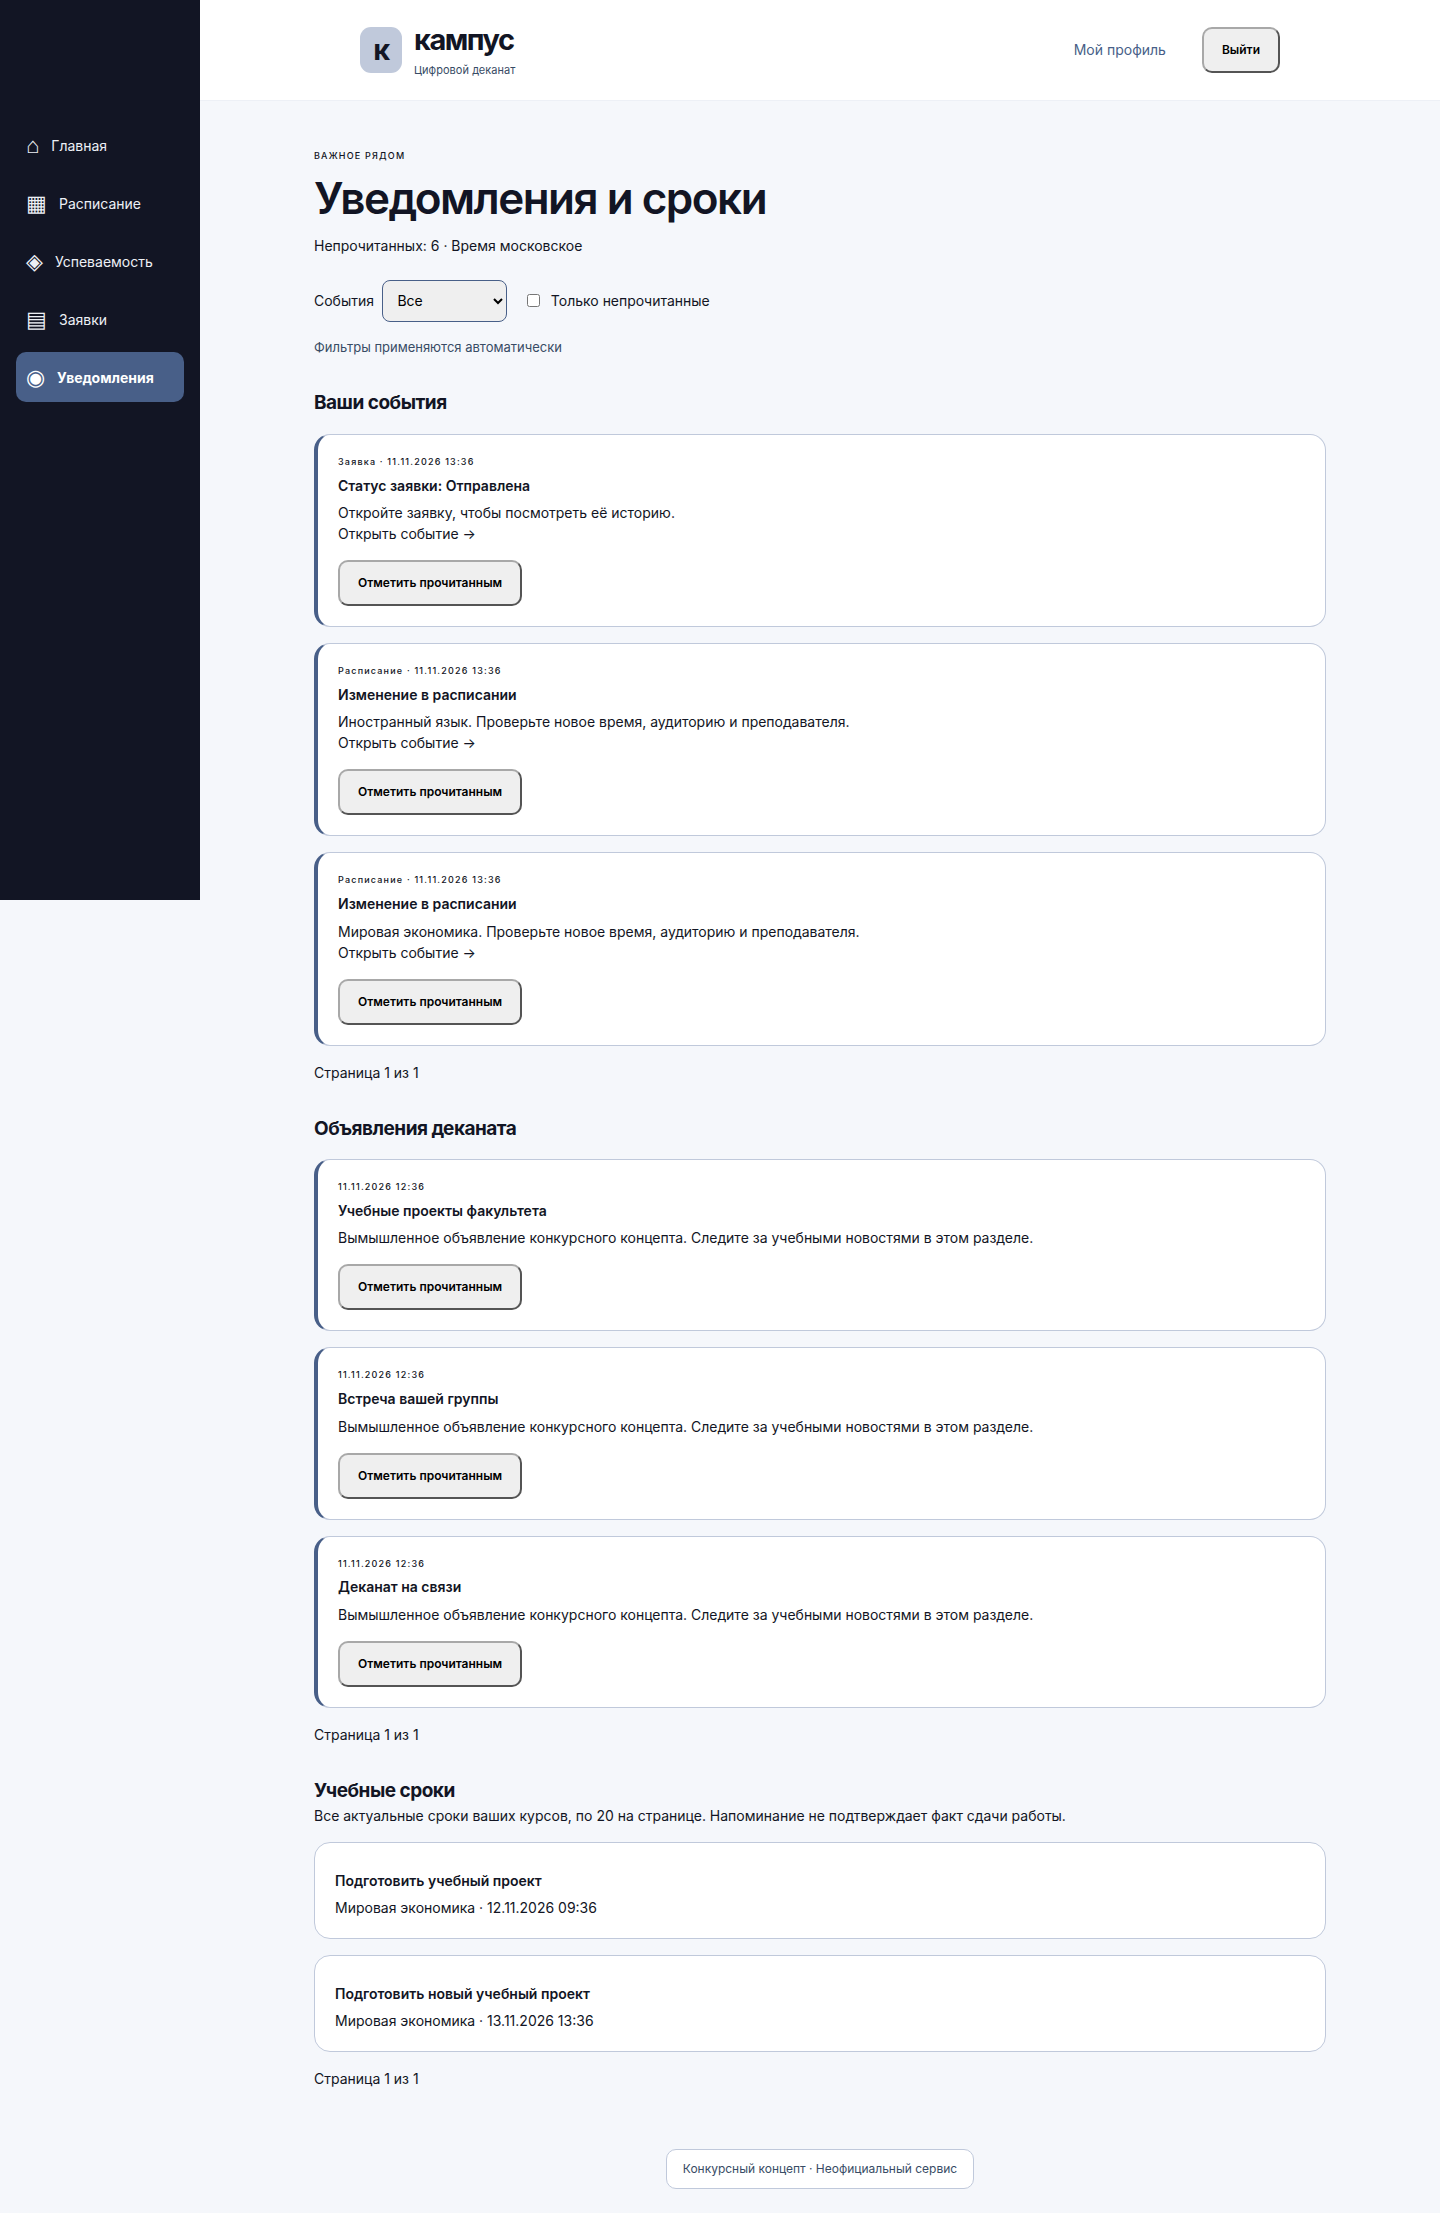 к
кампус
Цифровой деканат
Мой профиль
Выйти
Главная
Расписание
Успеваемость
Заявки
Уведомления
ВАЖНОЕ РЯДОМ
Уведомления и сроки
Непрочитанных: 6 · Время московское
События
Все
Только непрочитанные
Фильтры применяются автоматически
Ваши события
Заявка · 11.11.2026 13:36
Статус заявки: Отправлена
Откройте заявку, чтобы посмотреть её историю.
Открыть событие →
Отметить прочитанным
Расписание · 11.11.2026 13:36
Изменение в расписании
Иностранный язык. Проверьте новое время, аудиторию и преподавателя.
Открыть событие →
Отметить прочитанным
Расписание · 11.11.2026 13:36
Изменение в расписании
Мировая экономика. Проверьте новое время, аудиторию и преподавателя.
Открыть событие →
Отметить прочитанным
Страница 1 из 1
Объявления деканата
11.11.2026 12:36
Учебные проекты факультета
Вымышленное объявление конкурсного концепта. Следите за учебными новостями в этом разделе.
Отметить прочитанным
11.11.2026 12:36
Встреча вашей группы
Вымышленное объявление конкурсного концепта. Следите за учебными новостями в этом разделе.
Отметить прочитанным
11.11.2026 12:36
Деканат на связи
Вымышленное объявление конкурсного концепта. Следите за учебными новостями в этом разделе.
Отметить прочитанным
Страница 1 из 1
Учебные сроки
Все актуальные сроки ваших курсов, по 20 на странице. Напоминание не подтверждает факт сдачи работы.
Подготовить учебный проект
Мировая экономика · 12.11.2026 09:36
Подготовить новый учебный проект
Мировая экономика · 13.11.2026 13:36
Страница 1 из 1
Конкурсный концепт · Неофициальный сервис